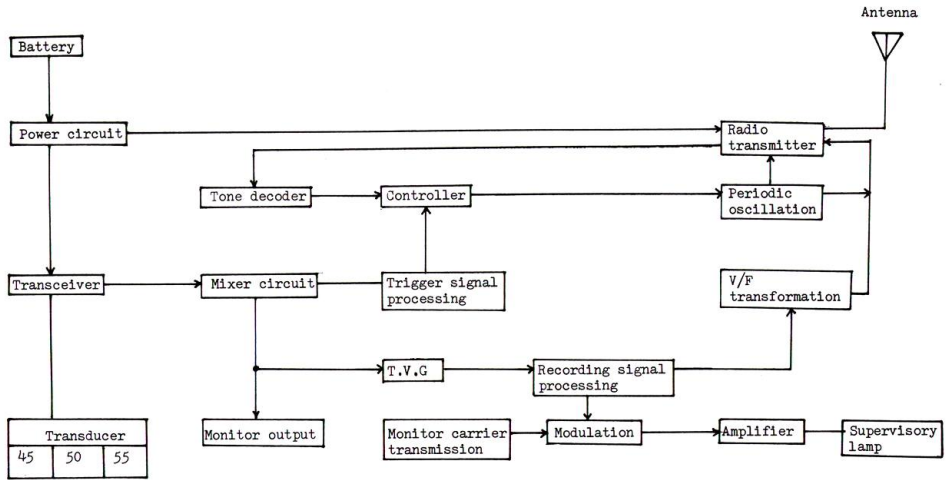 Antenna
Battery
Power circuit
Radio
transmitter
Tone decoder
Controller
Periodic
oscillation
Transceiver
Mixer circuit
Trigger signal
processing
V/F
transformation
T.V.G
Recording signal
processing
Transducer
45 50 55
Monitor output
Monitor carrier
transmission
Modulation
Amplifier
Supervisory
lamp